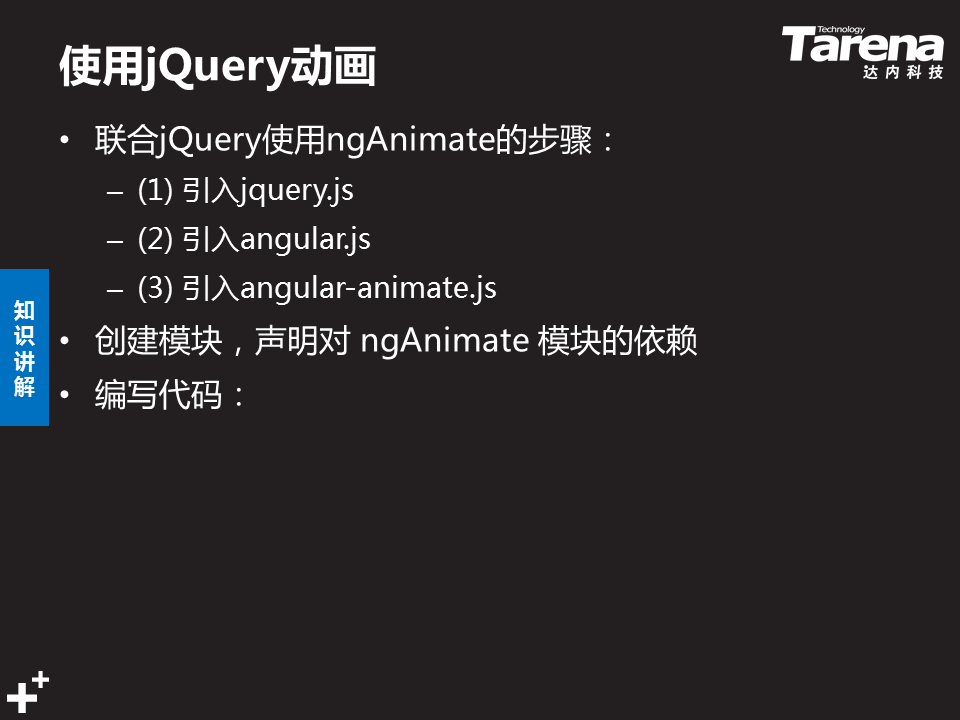 使用jQuery动画
Technology
Tarena
达内科技
• 联合jQuery使用ngAnimate的步骤：
– (1) 引入jquery.js
– (2) 引入angular.js
– (3) 引入angular-animate.js
知识讲解
• 创建模块，声明对 ngAnimate 模块的依赖
• 编写代码：